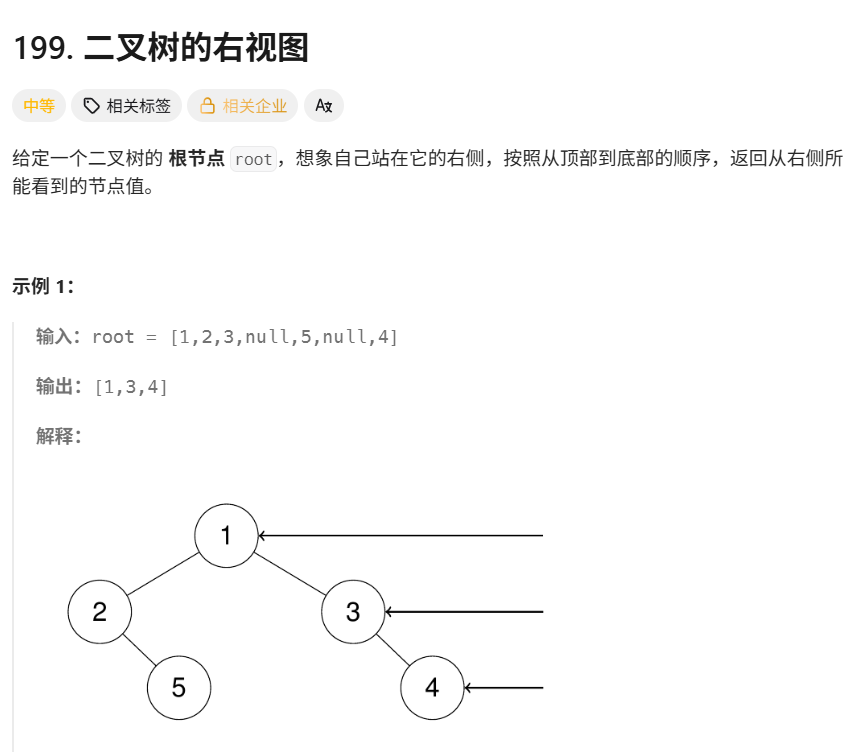 199. 二叉树的右视图
中等 相关标签 相关企业 A文
给定一个二叉树的 根节点 root，想象自己站在它的右侧，按照从顶部到底部的顺序，返回从右侧所
能看到的节点值。
示例 1：
输入：root = [1,2,3,null,5,null,4]
输出：[1,3,4]
解释：
1
2 3
5 4